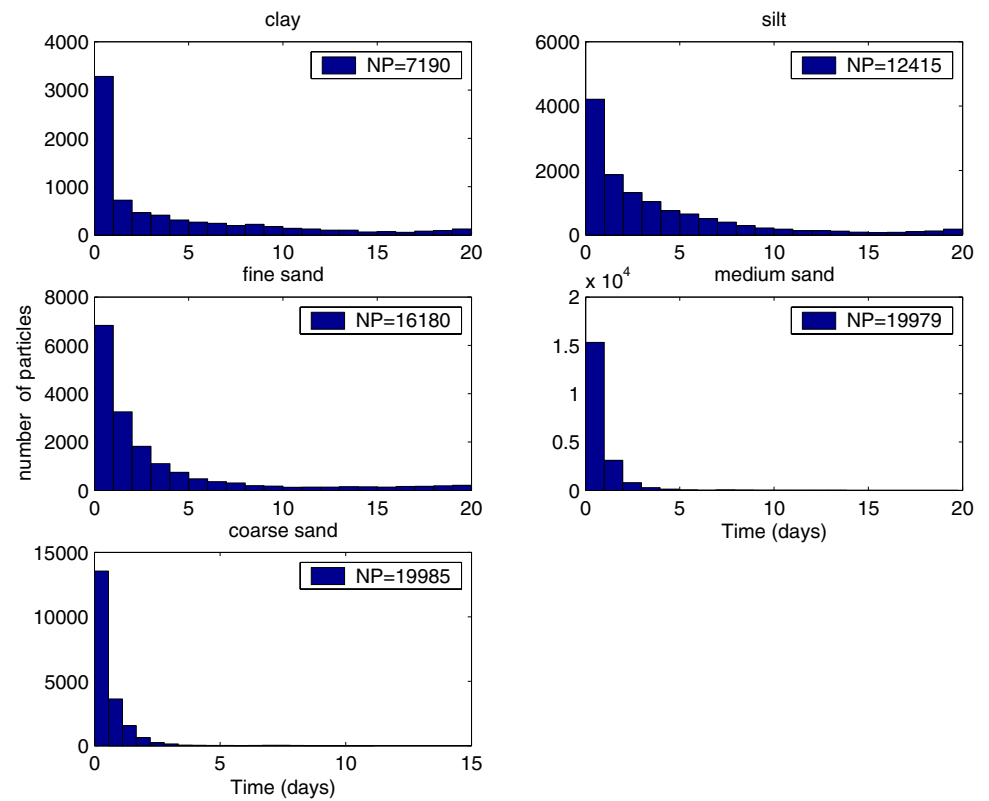 clay
4000
3000
2000
1000
0
NP=7190
0 5 10 15 20
silt
6000
4000
2000
0
NP=12415
0 5 10 15 20
fine sand
8000
6000
4000
2000
0
number of particles
NP=16180
0 5 10 15 20
medium sand
x 10^4
2
1.5
1
0.5
0
NP=19979
0 5 10 15 20
Time (days)
coarse sand
15000
10000
5000
0
NP=19985
0 5 10 15
Time (days)